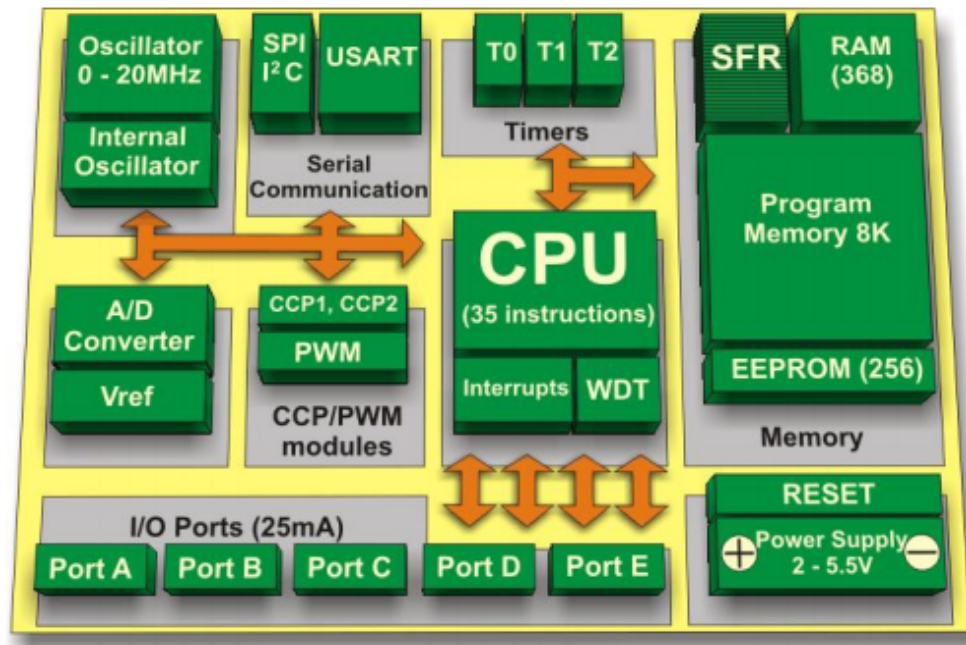 Oscillator
0 - 20MHz
Internal
Oscillator
SPI
I²C
USART
Serial
Communication
T0 T1 T2
Timers
SFR
RAM
(368)
Program
Memory 8K
EEPROM (256)
Memory
A/D
Converter
Vref
CCP1, CCP2
PWM
CCP/PWM
modules
CPU
(35 instructions)
Interrupts
WDT
I/O Ports (25mA)
Port A Port B Port C Port D Port E
RESET
+ Power Supply −
2 - 5.5V